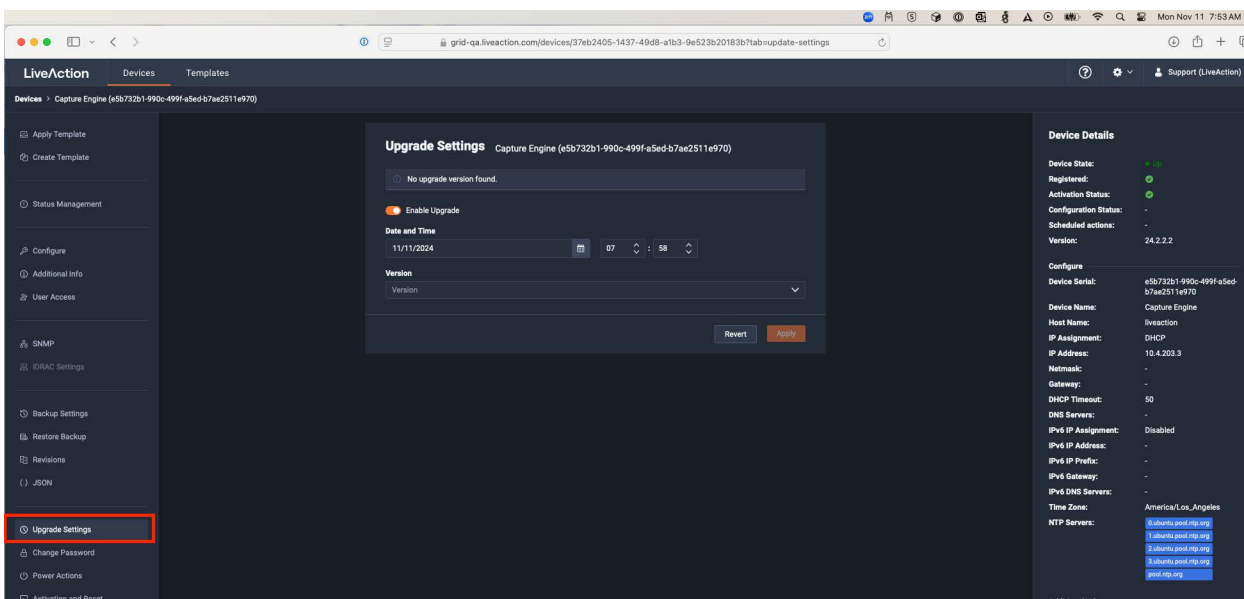 Mon Nov 11 7:53 AM
grid-qa.liveaction.com/devices/37eb2405-1437-49d8-a1b3-9e523b20183b?tab=update-settings
LiveAction
Devices
Templates
Support (LiveAction)
Devices > Capture Engine (e5b732b1-990c-499f-a5ed-b7ae2511e970)
Apply Template
Create Template
Status Management
Configure
Additional Info
User Access
SNMP
IDRAC Settings
Backup Settings
Restore Backup
Revisions
{ } JSON
Upgrade Settings
Change Password
Power Actions
Activation and Reset
Upgrade Settings Capture Engine (e5b732b1-990c-499f-a5ed-b7ae2511e970)
No upgrade version found.
Enable Upgrade
Date and Time
11/11/2024 07 : 58
Version
Version
Revert Apply
Device Details
Device State: Up
Registered:
Activation Status:
Configuration Status: -
Scheduled actions: -
Version: 24.2.2.2
Configure
Device Serial: e5b732b1-990c-499f-a5ed-
b7ae2511e970
Device Name: Capture Engine
Host Name: liveaction
IP Assignment: DHCP
IP Address: 10.4.203.3
Netmask: -
Gateway: -
DHCP Timeout: 50
DNS Servers: -
IPv6 IP Assignment: Disabled
IPv6 IP Address: -
IPv6 IP Prefix: -
IPv6 Gateway: -
IPv6 DNS Servers: -
Time Zone: America/Los_Angeles
NTP Servers: 0.ubuntu.pool.ntp.org
1.ubuntu.pool.ntp.org
2.ubuntu.pool.ntp.org
3.ubuntu.pool.ntp.org
pool.ntp.org